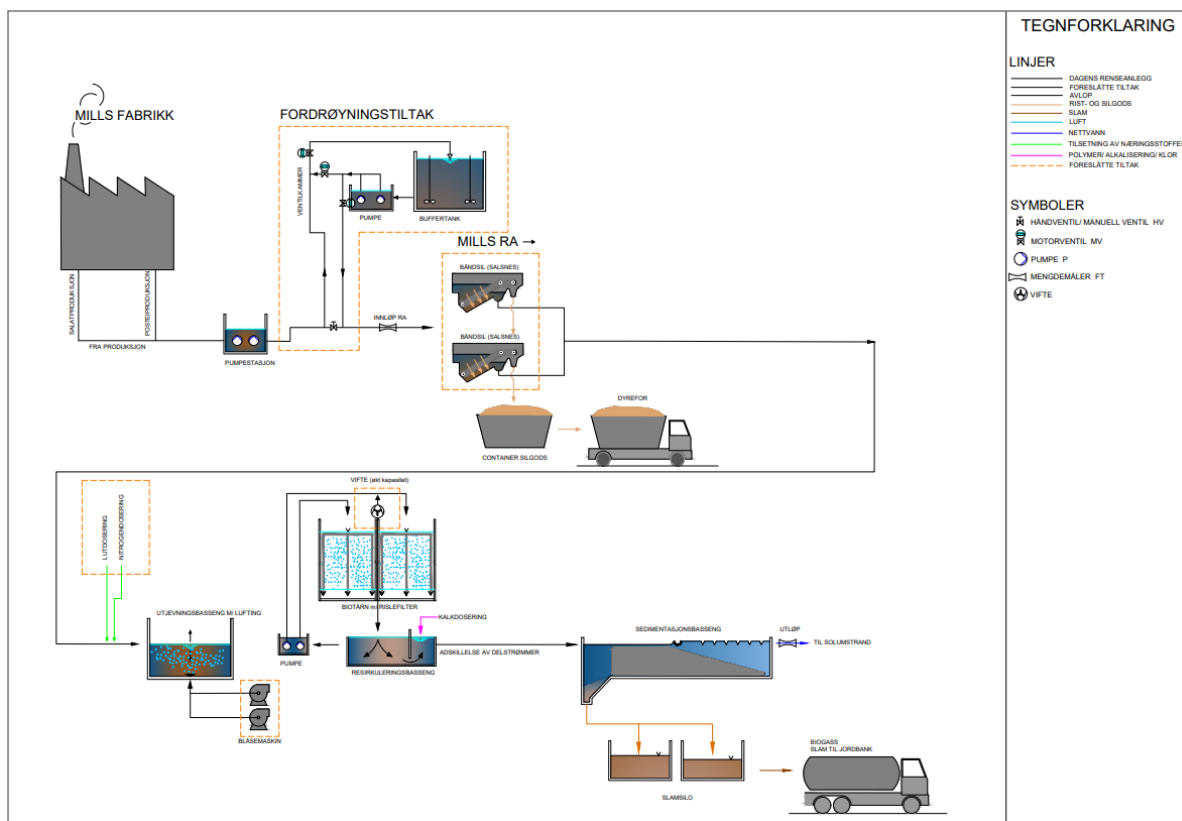 TEGNFORKLARING
LINJER
DAGENS RENSEANLEGG
FORESLÅTTE TILTAK
AVLOP
RIST- OG SILGODS
SLAM
LUFT
NETTVANN
TILSETNING AV NÆRINGSSTOFFER
POLYMER/ ALKALISERING/ KLOR
FORESLÅTTE TILTAK
SYMBOLER
HÅNDVENTIL/ MANUELL VENTIL HV
MOTORVENTIL MV
PUMPE P
MENGDEMÅLER FT
VIFTE
MILLS FABRIKK
FORDRØYNINGSTILTAK
VENTILKAMMER
PUMPE
BUFFERTANK
MILLS RA
BÅNDSIL (SALSNES)
BÅNDSIL (SALSNES)
SALATPRODUKSJON
POSTEIPRODUKSJON
FRA PRODUKSJON
PUMPESTASJON
INNLØP RA
CONTAINER SILGODS
DYREFOR
LUTDOSERING
NITROGENDOSERING
UTJEVNINGSBASSENG M/ LUFTING
BLÅSEMASKIN
VIFTE (økt kapasitet)
BIOTÅRN m/ RISLEFILTER
KALKDOSERING
PUMPE
RESIRKULERINGSBASSENG
ADSKILLELSE AV DELSTRØMMER
SEDIMENTASJONSBASSENG
UTLØP
TIL SOLUMSTRAND
SLAMSILO
BIOGASS
SLAM TIL JORDBANK